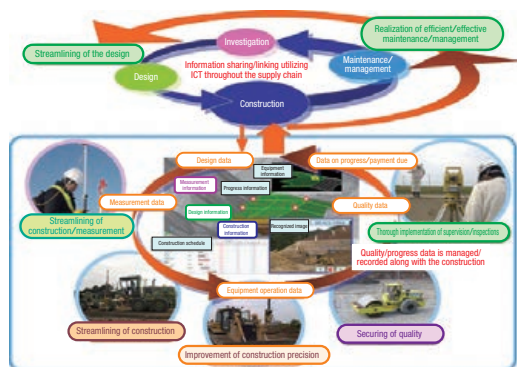 Investigation
Realization of efficient/effective
maintenance/management
Streamlining of the design
Information sharing/linking utilizing
ICT throughout the supply chain
Maintenance/
management
Design
Construction
Design data
Data on progress/payment due
Equipment
information
Measurement
information
Progress information
Measurement data
Quality data
Design information
Streamlining of
construction/measurement
Construction
information
Recognized image
Thorough implementation of supervision/inspections
Construction schedule
Quality/progress data is managed/
recorded along with the construction
Equipment operation data
Streamlining of construction
Securing of quality
Improvement of construction precision